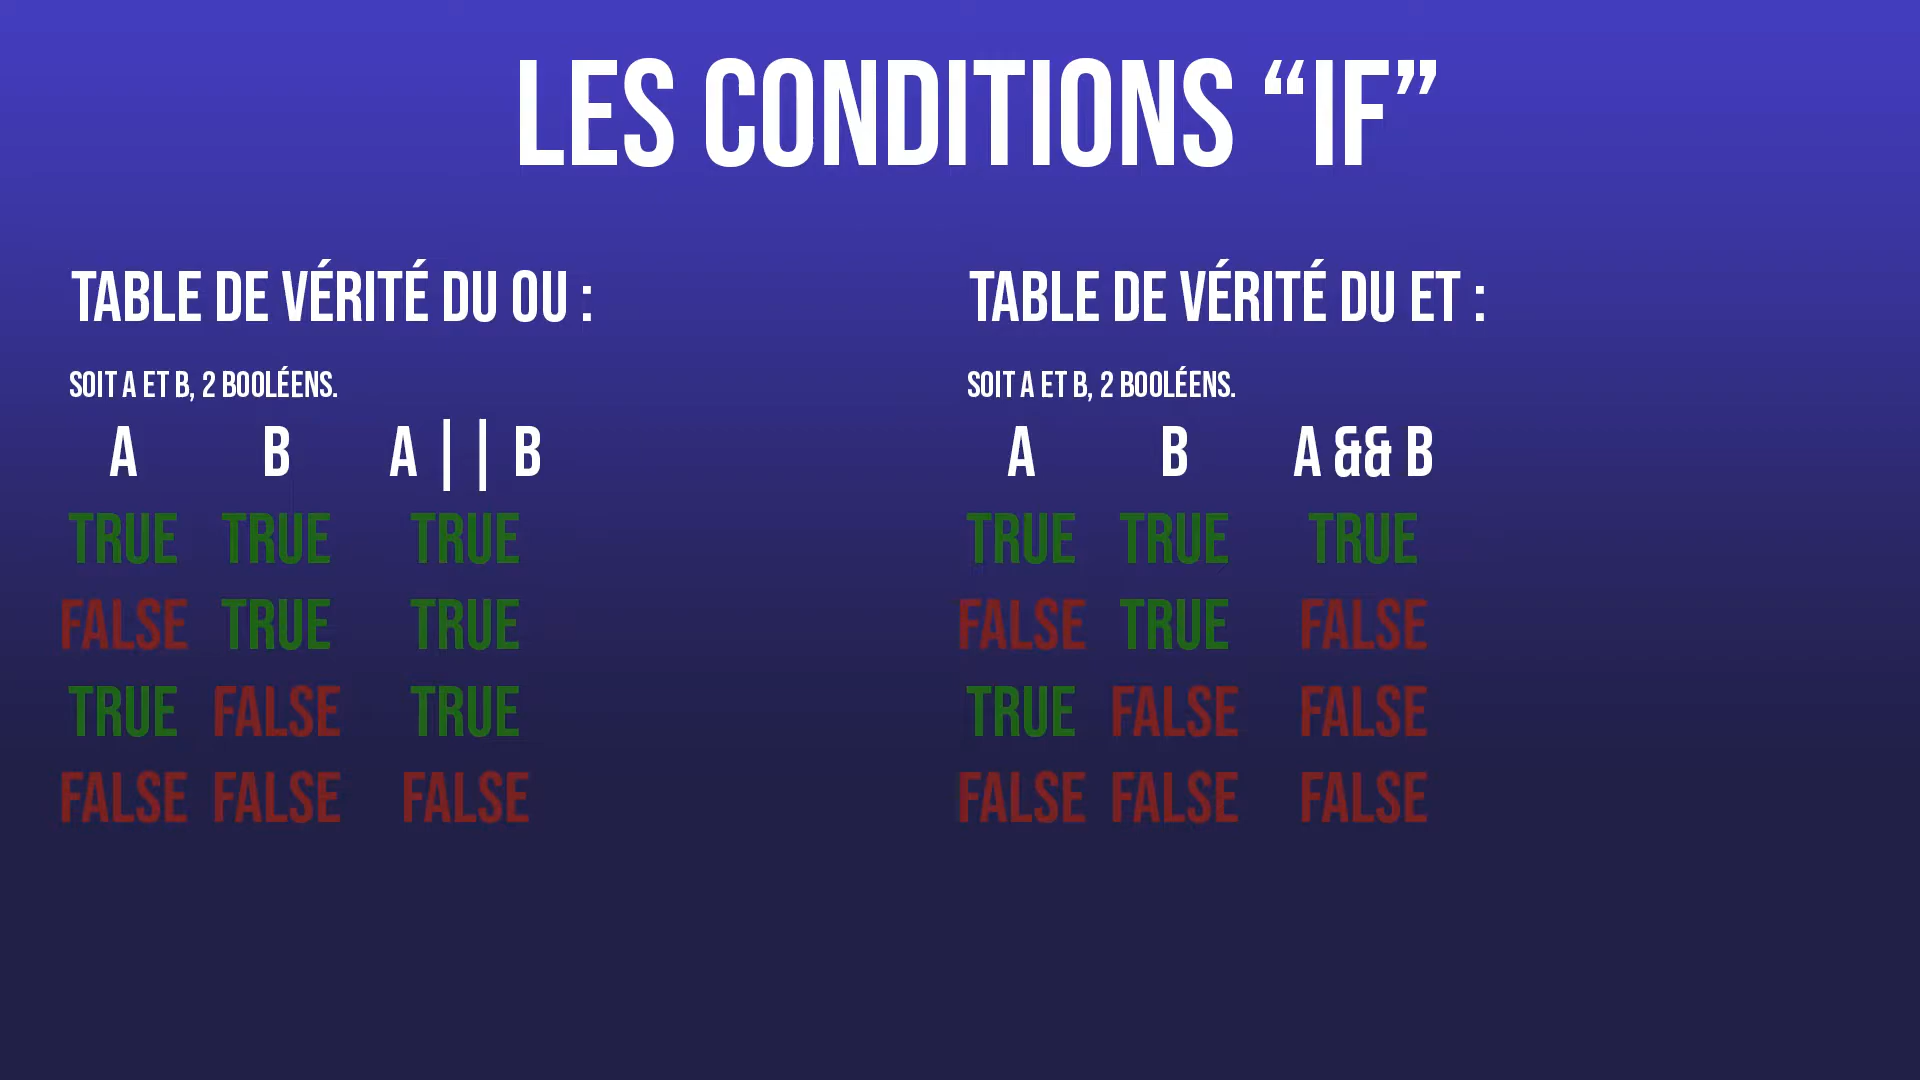 LES CONDITIONS “IF”
TABLE DE VÉRITÉ DU OU :
SOIT A ET B, 2 BOOLÉENS.
A B A || B
TRUE TRUE TRUE
FALSE TRUE TRUE
TRUE FALSE TRUE
FALSE FALSE FALSE
TABLE DE VÉRITÉ DU ET :
SOIT A ET B, 2 BOOLÉENS.
A B A && B
TRUE TRUE TRUE
FALSE TRUE FALSE
TRUE FALSE FALSE
FALSE FALSE FALSE